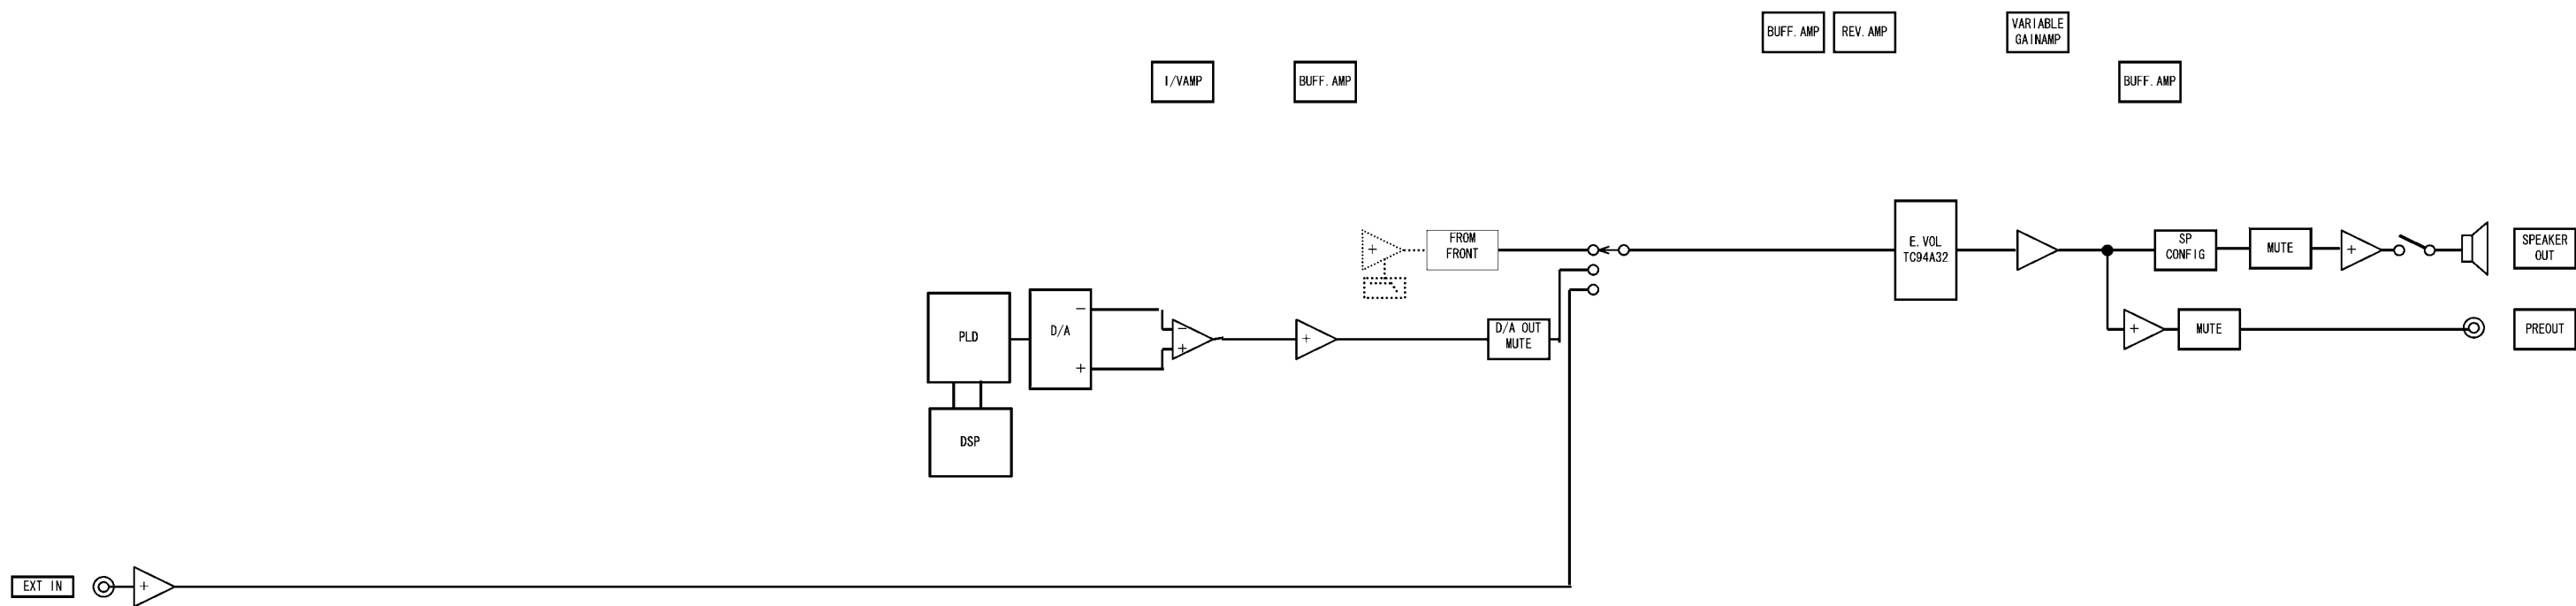 BUFF. AMP
REV. AMP
VARIABLE
GAINAMP
I/VAMP
BUFF. AMP
BUFF. AMP
+
FROM
FRONT
E. VOL
TC94A32
SP
CONFIG
MUTE
+
SPEAKER
OUT
PLD
D/A
−
+
−
+
+
D/A OUT
MUTE
+
MUTE
PREOUT
DSP
EXT IN
+